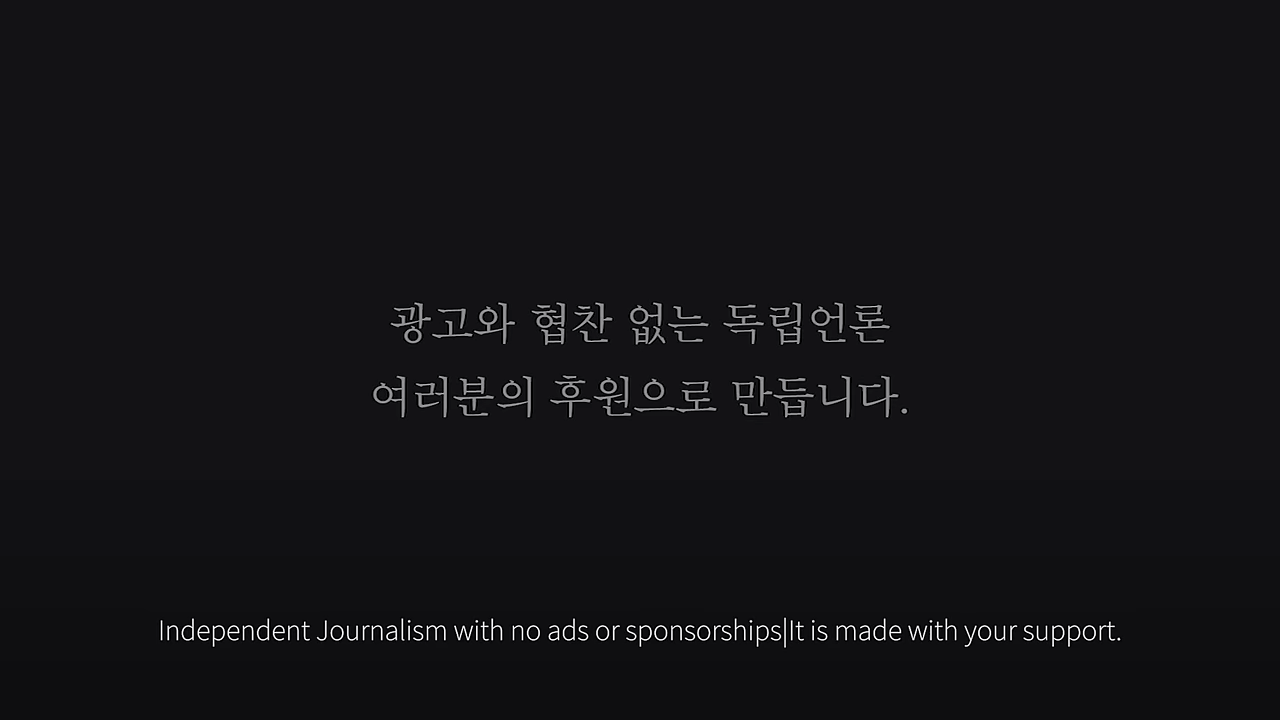 광고와 협찬 없는 독립언론
여러분의 후원으로 만듭니다.
Independent Journalism with no ads or sponsorships|It is made with your support.